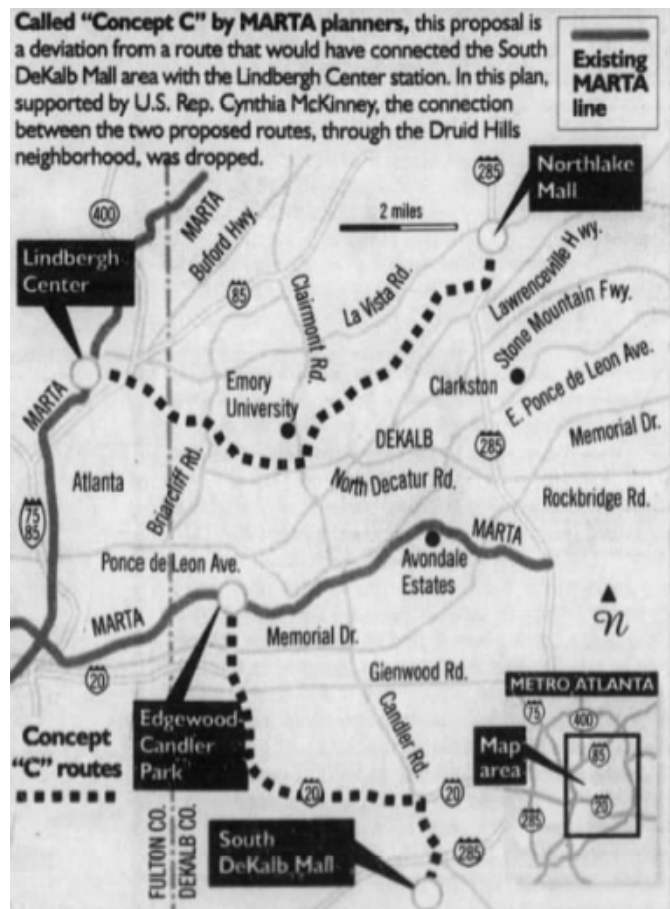 Called “Concept C” by MARTA planners, this proposal is
a deviation from a route that would have connected the South
DeKalb Mall area with the Lindbergh Center station. In this plan,
supported by U.S. Rep. Cynthia McKinney, the connection
between the two proposed routes, through the Druid Hills
neighborhood, was dropped.
Existing
MARTA
line
285
Northlake
Mall
400
MARTA
Buford Hwy.
2 miles
Lindbergh
Center
85
Clairmont Rd.
La Vista Rd.
Lawrenceville Hwy.
Stone Mountain Fwy.
Emory
University
Clarkston
E. Ponce de Leon Ave.
MARTA
DEKALB
285
Memorial Dr.
Atlanta
Briarcliff Rd.
North Decatur Rd.
Rockbridge Rd.
75
85
MARTA
Ponce de Leon Ave.
Avondale
Estates
MARTA
Memorial Dr.
N
20
Glenwood Rd.
METRO ATLANTA
Edgewood-
Candler
Park
Candler Rd.
75
400
Map
area
85
20
285
Concept
“C” routes
20
20
South
DeKalb Mall
285
FULTON CO.
DEKALB CO.